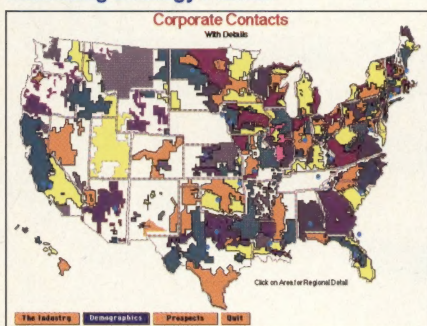 Corporate Contacts
With Details
Click on Area for Regional Detail
The Industry Demographics Prospects Quit